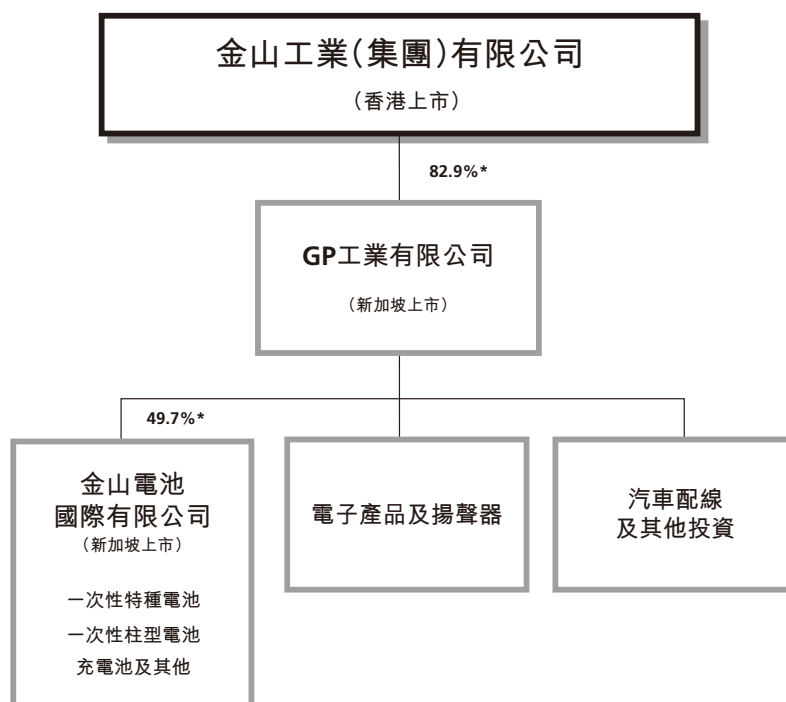 金山工業(集團)有限公司
(香港上市)
82.9%*
GP工業有限公司
(新加坡上市)
49.7%*
金山電池
國際有限公司
(新加坡上市)
一次性特種電池
一次性柱型電池
充電池及其他
電子產品及揚聲器
汽車配線
及其他投資